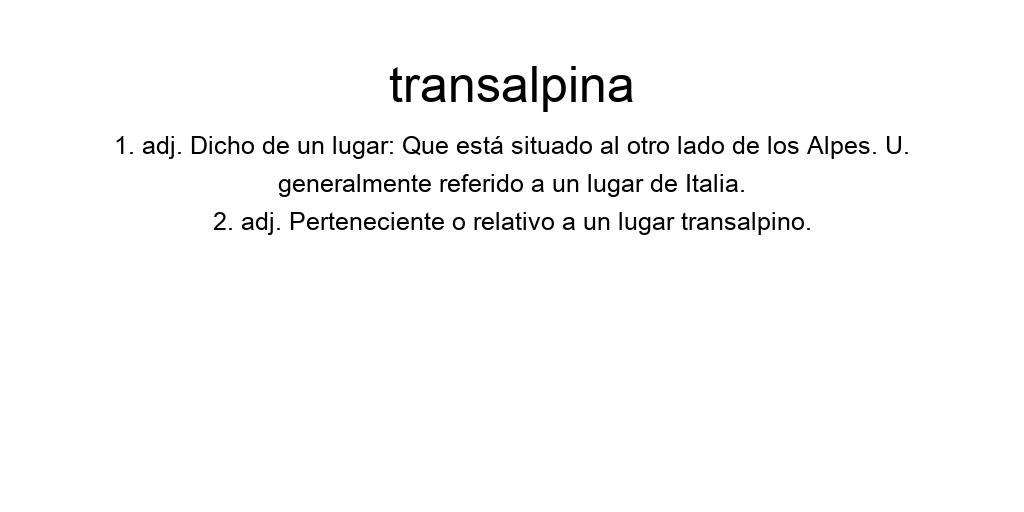 transalpina
1. adj. Dicho de un lugar: Que está situado al otro lado de los Alpes. U.
generalmente referido a un lugar de Italia.
2. adj. Perteneciente o relativo a un lugar transalpino.